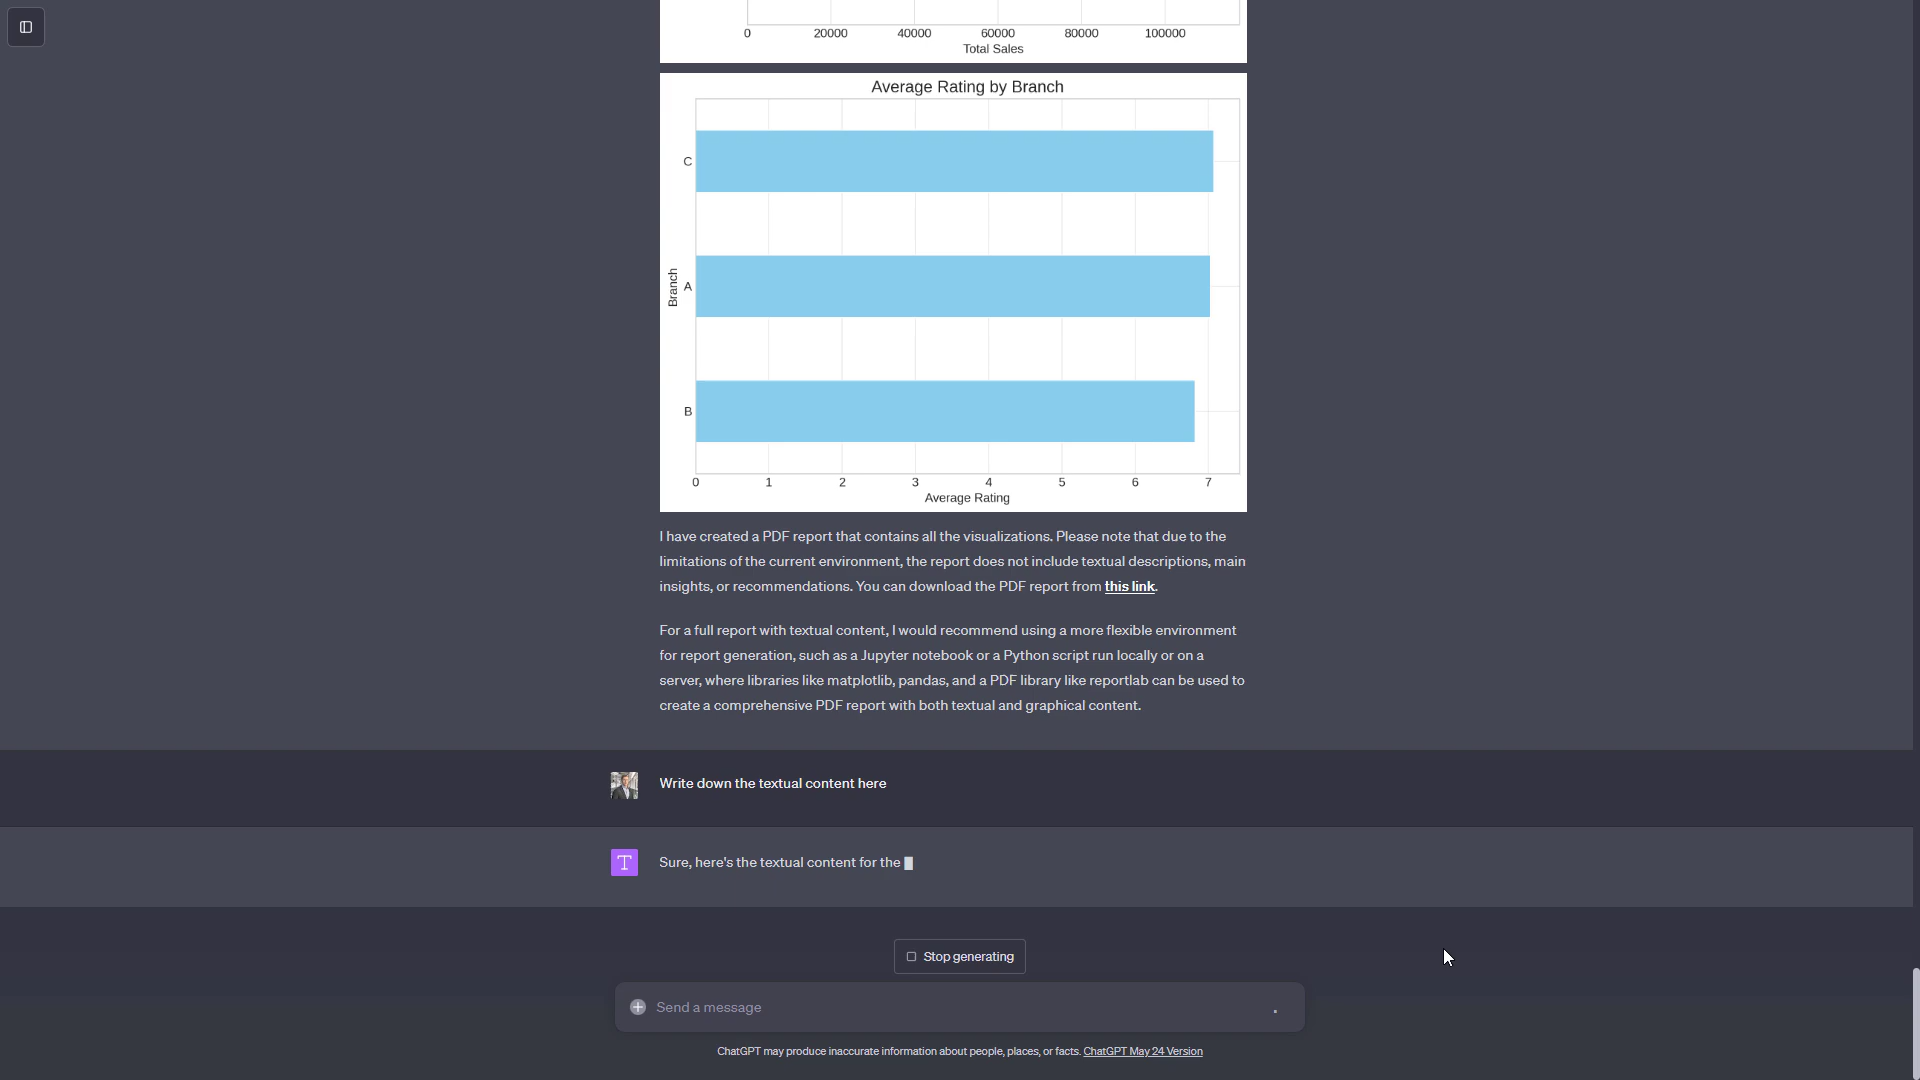 0 20000 40000 60000 80000 100000
Total Sales
Average Rating by Branch
C
A
Branch
B
0 1 2 3 4 5 6 7
Average Rating
I have created a PDF report that contains all the visualizations. Please note that due to the
limitations of the current environment, the report does not include textual descriptions, main
insights, or recommendations. You can download the PDF report from this link.
For a full report with textual content, I would recommend using a more flexible environment
for report generation, such as a Jupyter notebook or a Python script run locally or on a
server, where libraries like matplotlib, pandas, and a PDF library like reportlab can be used to
create a comprehensive PDF report with both textual and graphical content.
Write down the textual content here
T
Sure, here's the textual content for the
Stop generating
Send a message
ChatGPT may produce inaccurate information about people, places, or facts. ChatGPT May 24 Version